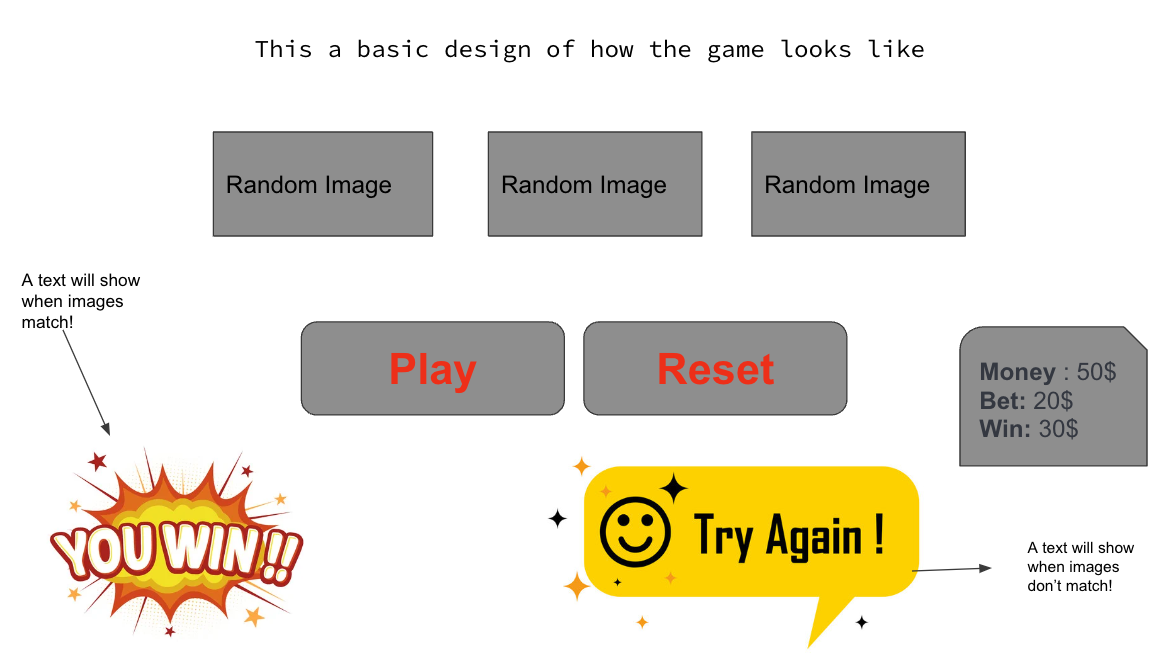 This a basic design of how the game looks like
Random Image
Random Image
Random Image
A text will show
when images
match!
Play
Reset
Money : 50$
Bet: 20$
Win: 30$
YOU WIN!!
Try Again !
A text will show
when images
don’t match!